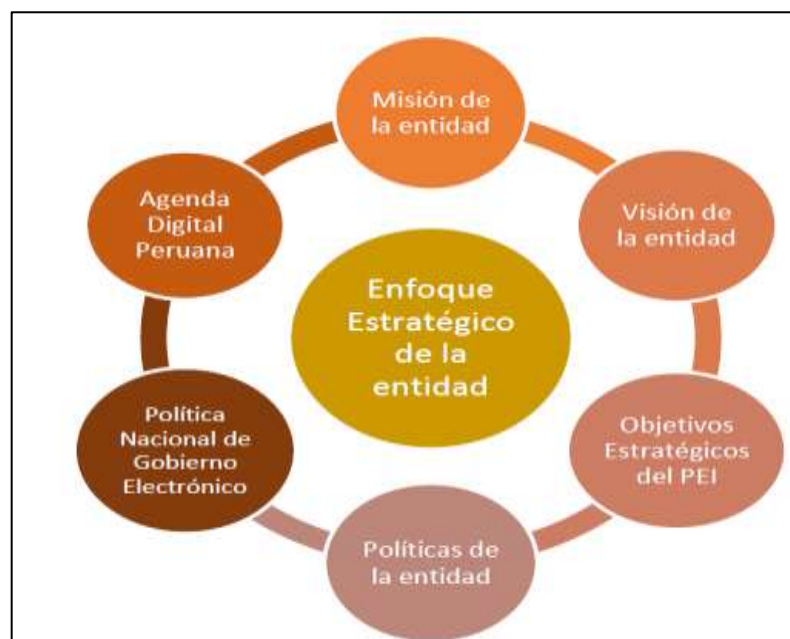 Misión de
la entidad
Visión de
la entidad
Objetivos
Estratégicos
del PEI
Políticas de
la entidad
Política
Nacional de
Gobierno
Electrónico
Agenda
Digital
Peruana
Enfoque
Estratégico
de la
entidad